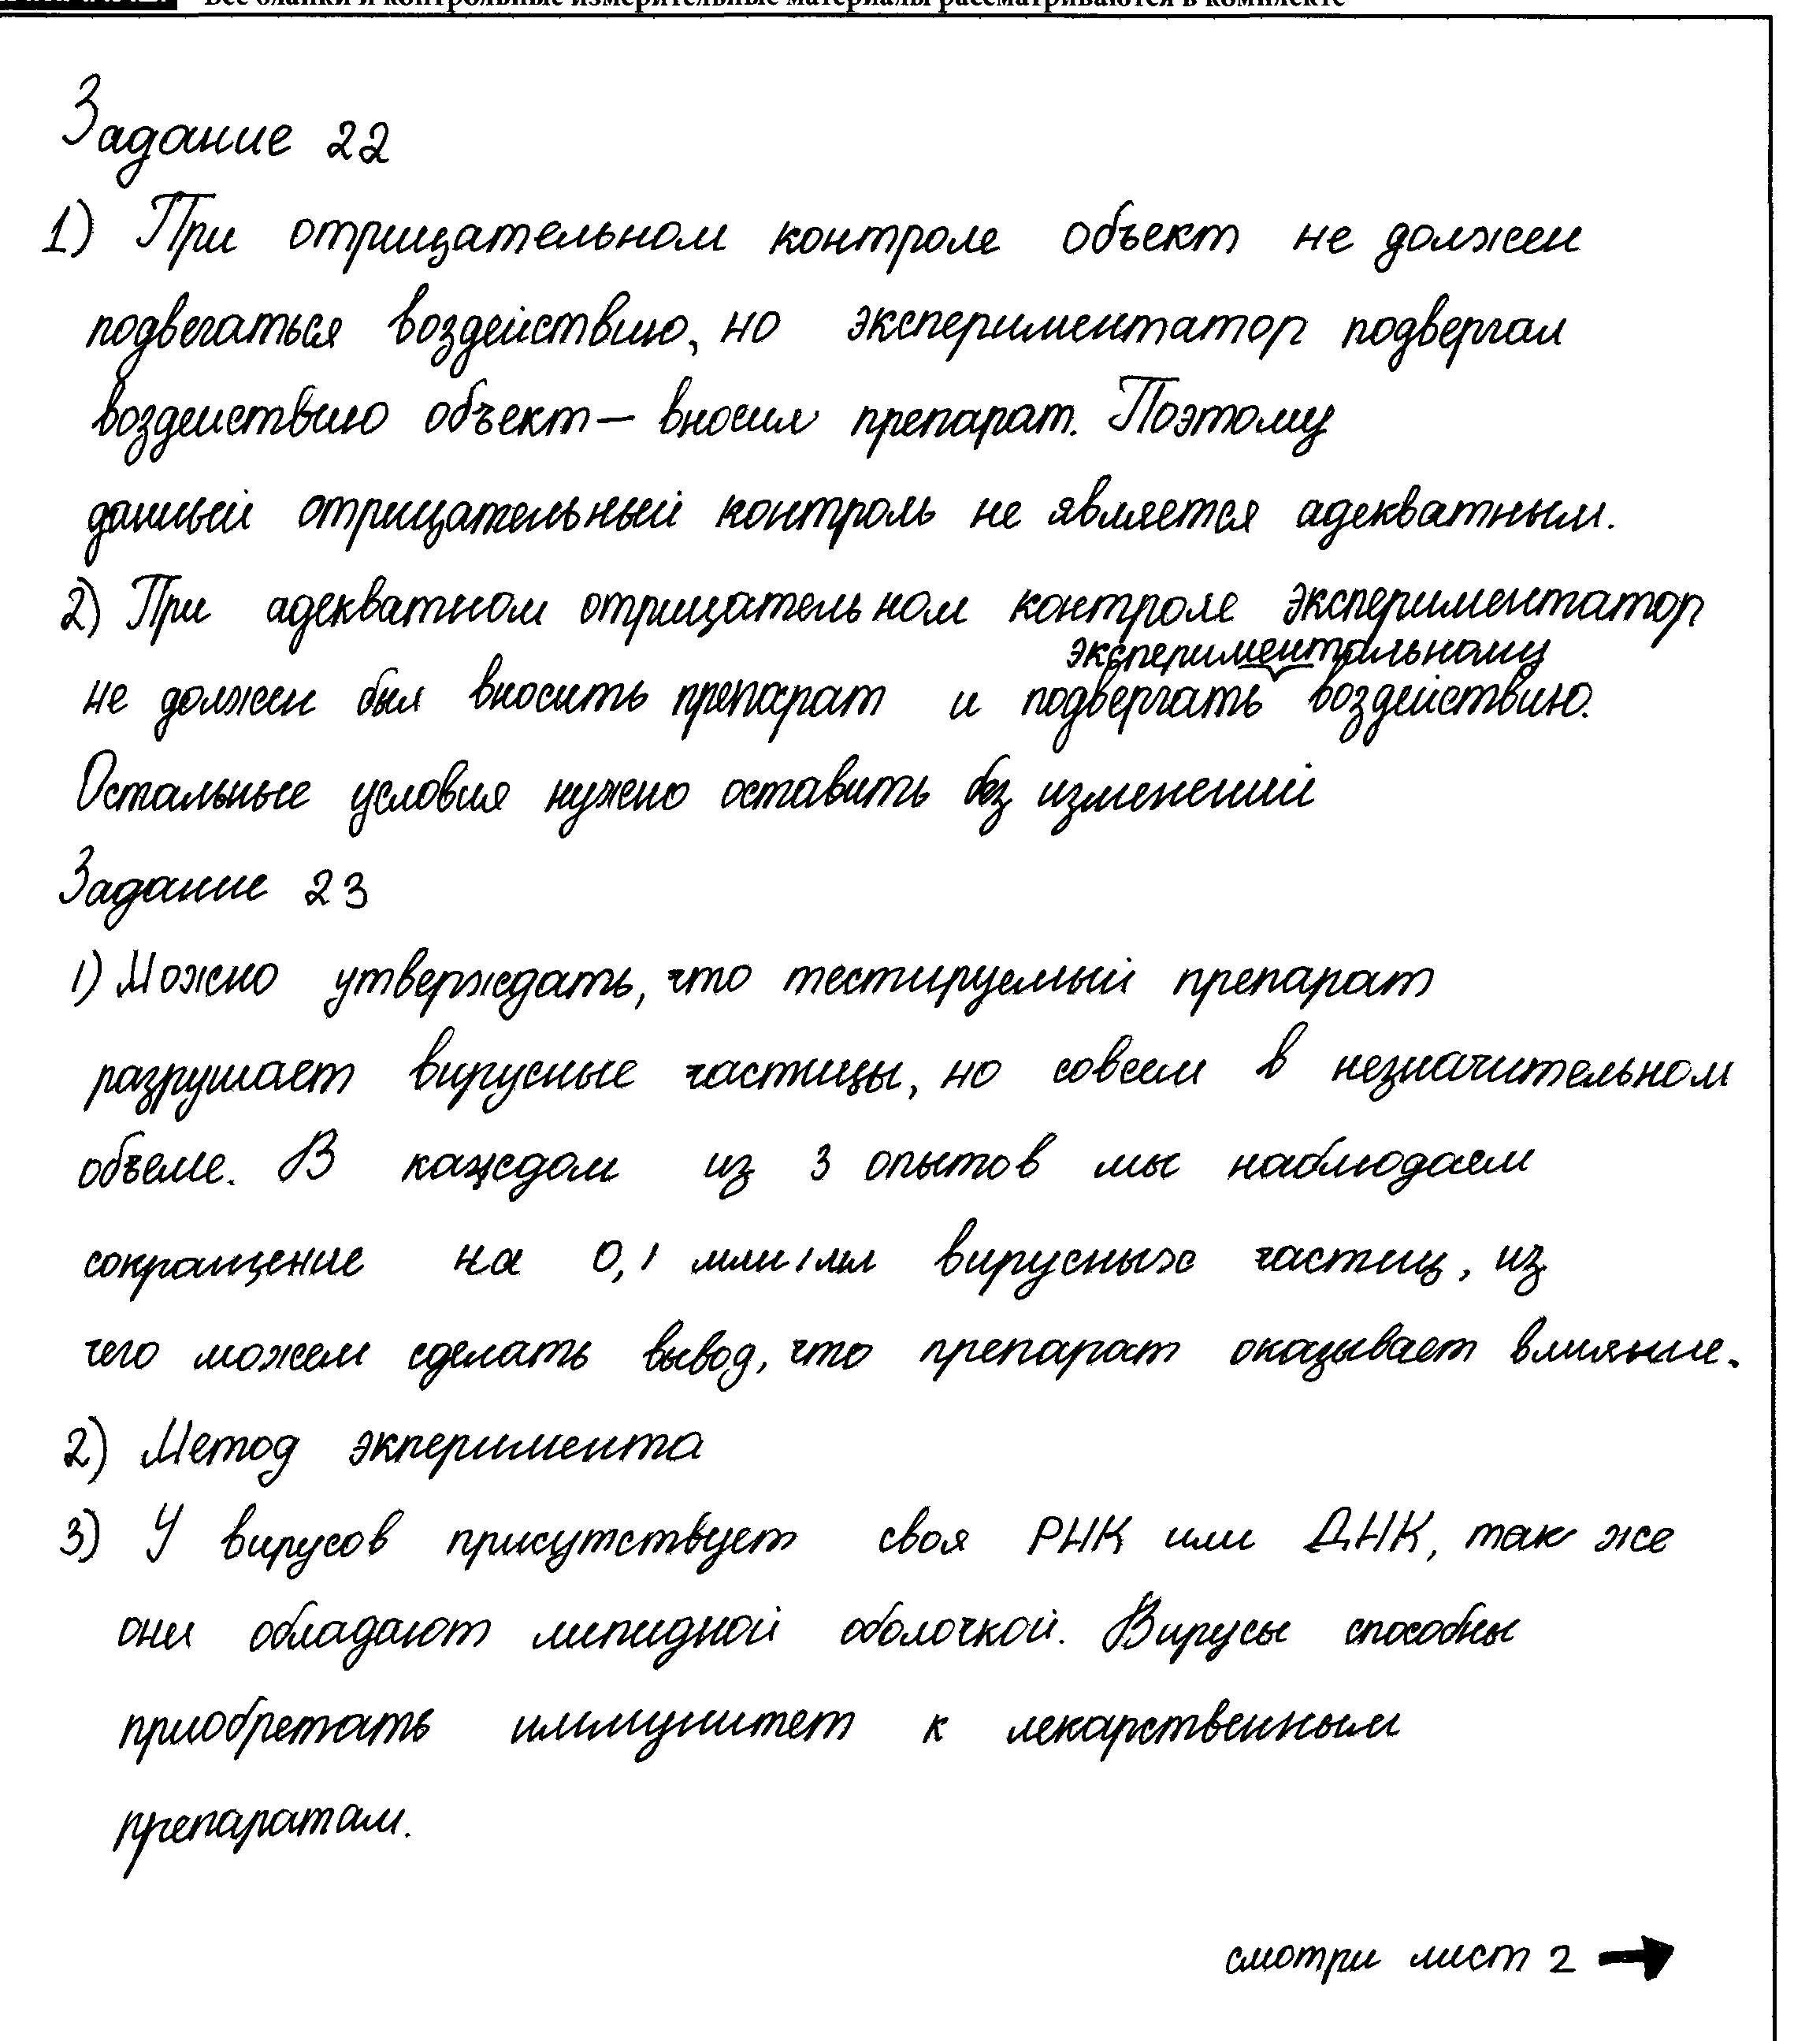 Все бланки и контрольные измерительные материалы рассматриваются в комплекте
Задание 22
1) При отрицательном контроле объект не должен
подвегаться воздействию, но экспериментатор подвергал
воздействию объект – вносил препарат. Поэтому
данный отрицательный контроль не является адекватным.
2) При адекватном отрицательном контроле экспериментатор
экспериментальному
не должен был вносить препарат и подвергать воздействию.
Остальные условия нужно оставить без изменений
Задание 23
1) Можно утверждать, что тестируемый препарат
разрушает вирусные частицы, но совсем в незначительном
объеме. В каждом из 3 опытов мы наблюдаем
сокращение на 0,1 млн/мл вирусных частиц, из
чего можем сделать вывод, что препарат оказывает влияние.
2) Метод эксперимента
3) У вирусов присутствует своя РНК или ДНК, так же
они обладают липидной оболочкой. Вирусы способны
приобретать иммунитет к лекарственным
препаратам.
смотри лист 2 →